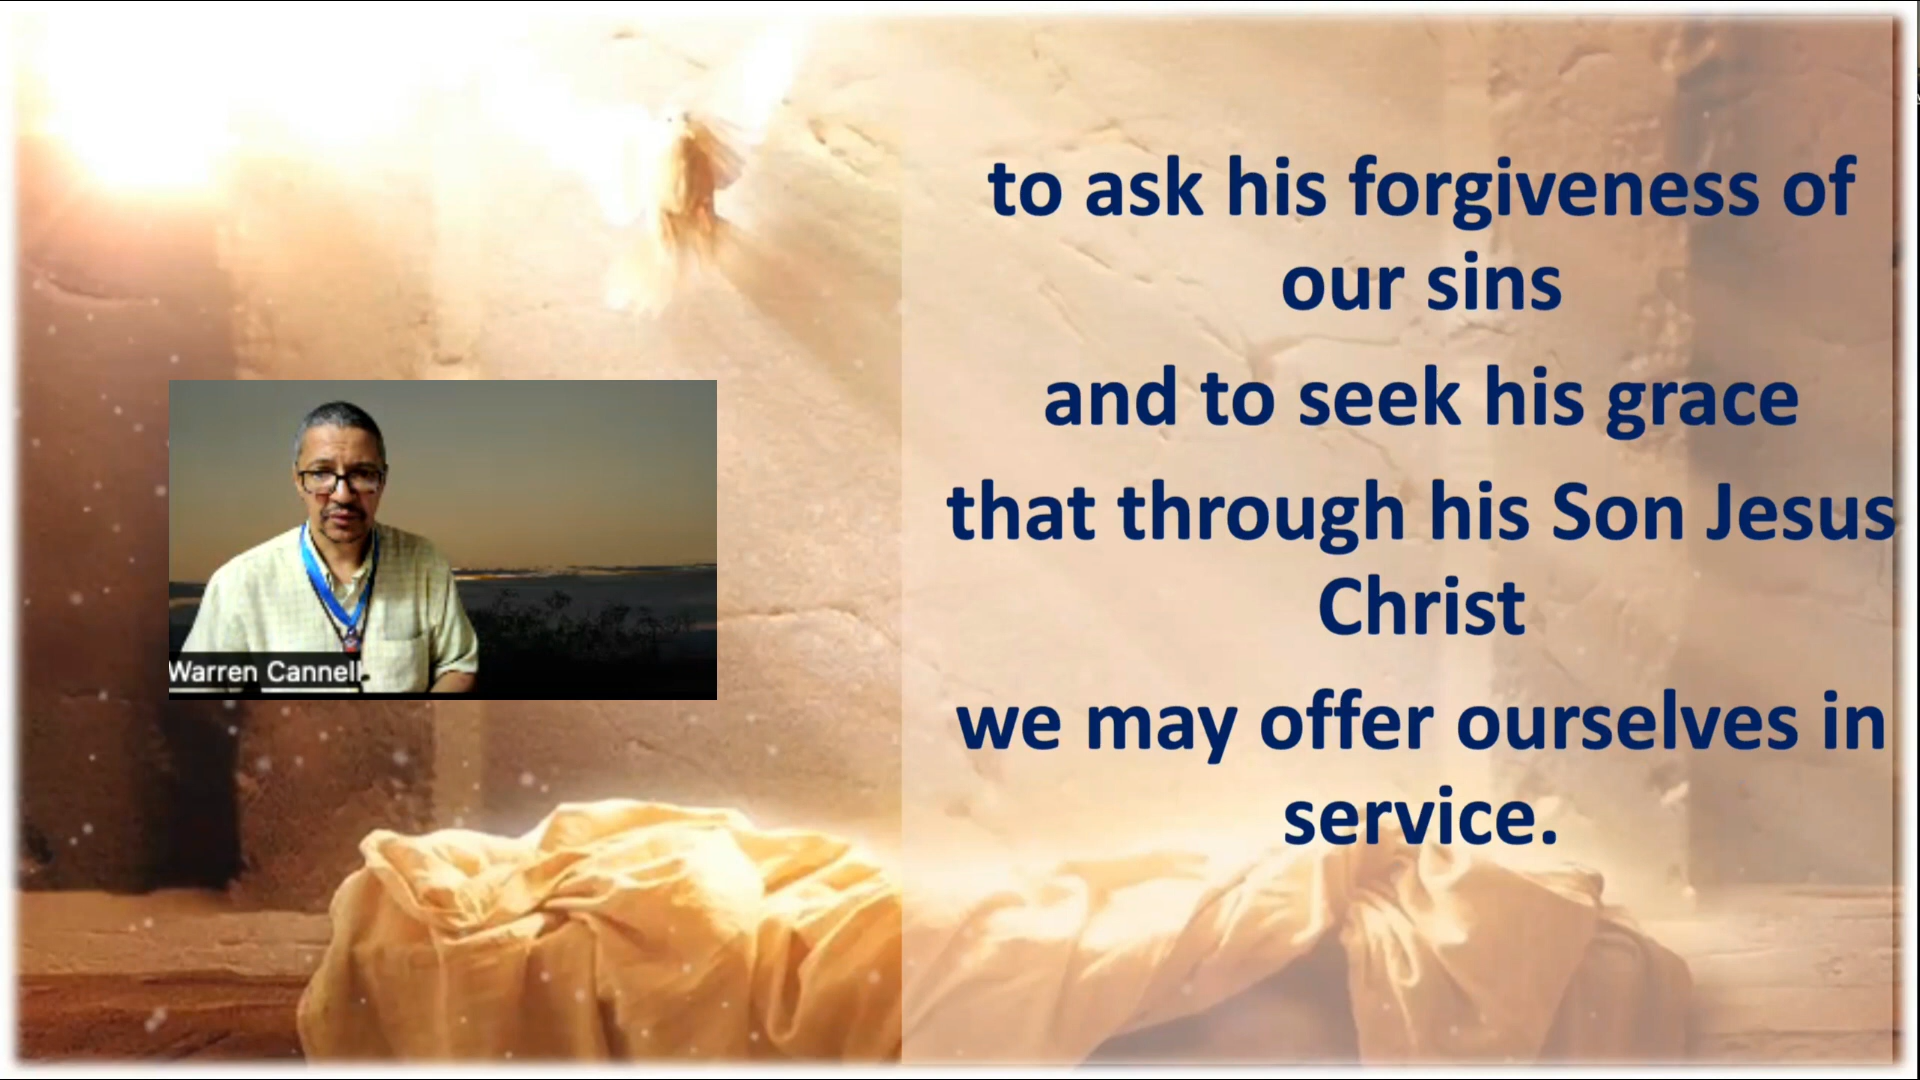 to ask his forgiveness of
our sins
and to seek his grace
that through his Son Jesus
Christ
we may offer ourselves in
service.
Warren Cannell